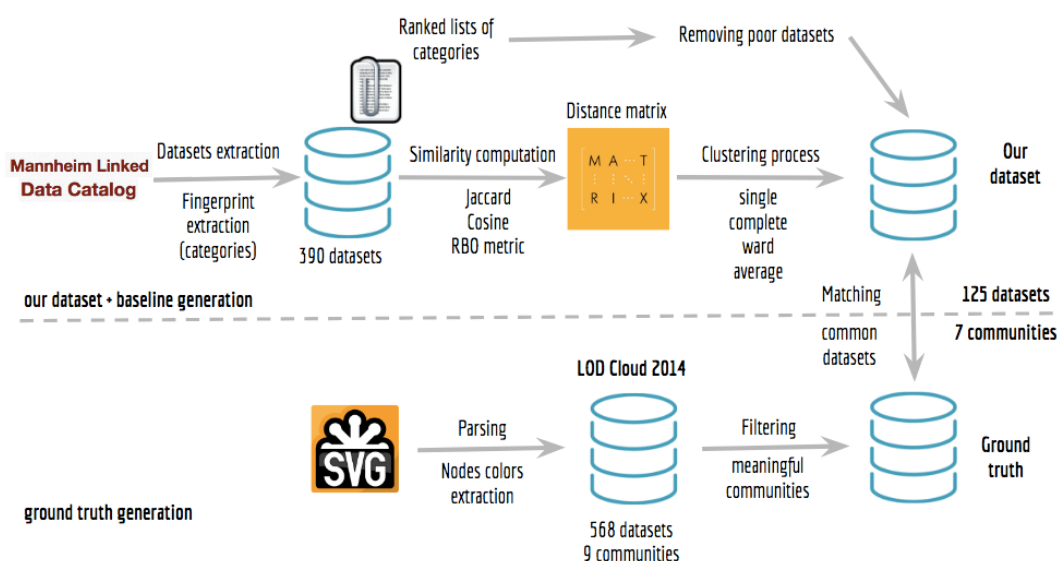 Ranked lists of
categories
Removing poor datasets
Distance matrix
Mannheim Linked
Data Catalog
Datasets extraction
Fingerprint
extraction
(categories)
390 datasets
Similarity computation
Jaccard
Cosine
RBO metric
M A T
R I X
Clustering process
single
complete
ward
average
Our
dataset
our dataset + baseline generation
Matching
common
datasets
125 datasets
7 communities
LOD Cloud 2014
SVG
Parsing
Nodes colors
extraction
568 datasets
9 communities
Filtering
meaningful
communities
Ground
truth
ground truth generation